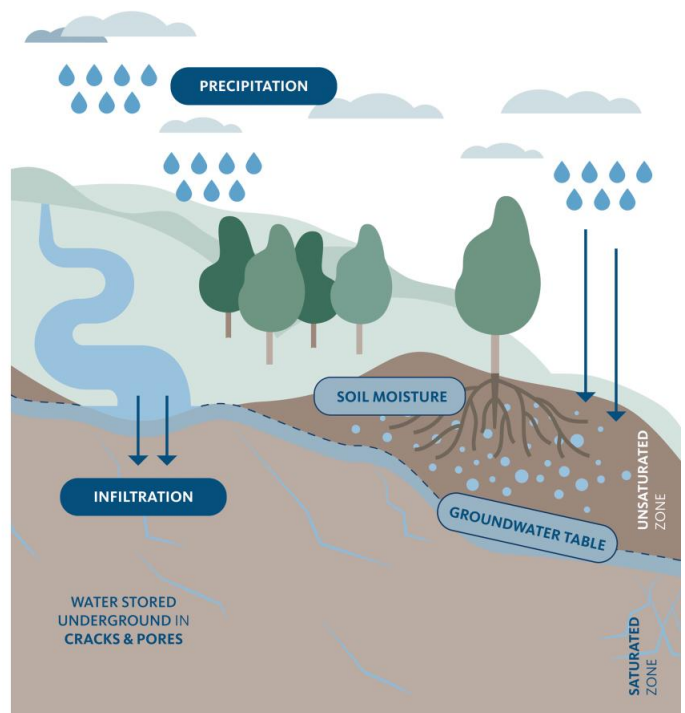 PRECIPITATION
SOIL MOISTURE
INFILTRATION
GROUNDWATER TABLE
UNSATURATED
ZONE
WATER STORED
UNDERGROUND IN
CRACKS & PORES
SATURATED
ZONE